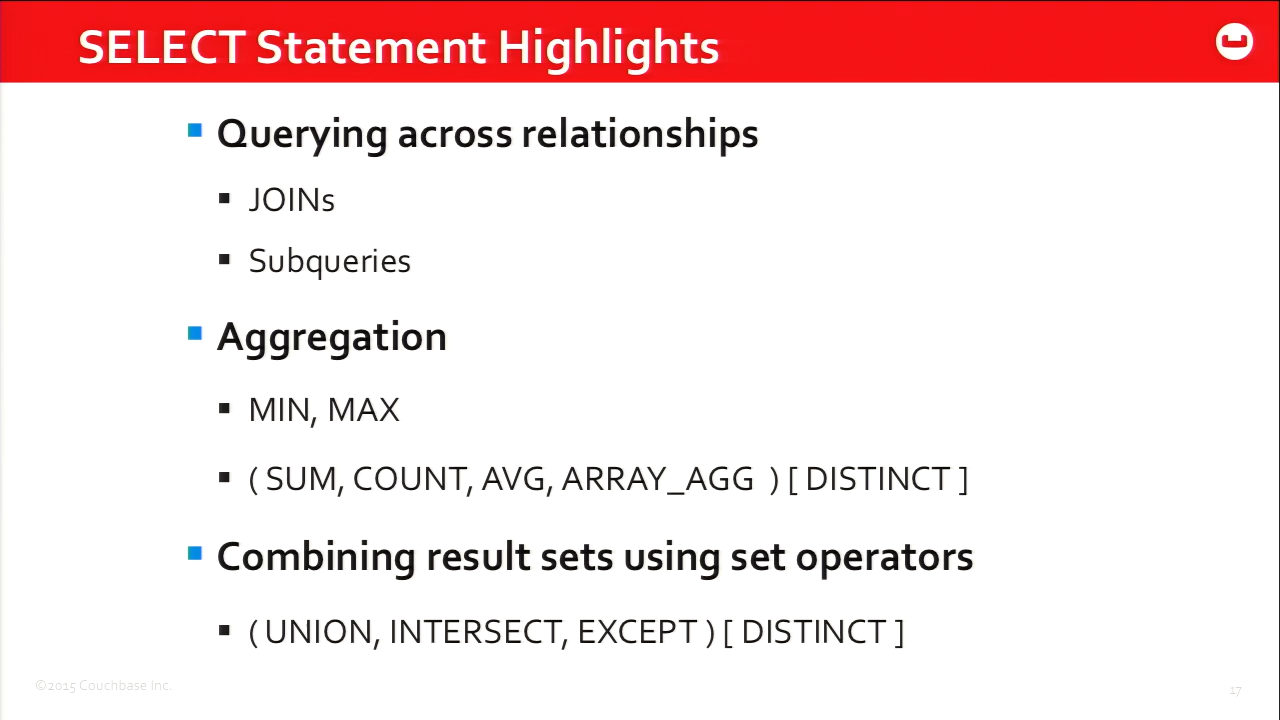 SELECT Statement Highlights
Querying across relationships
JOINs
Subqueries
Aggregation
MIN, MAX
( SUM, COUNT, AVG, ARRAY_AGG ) [ DISTINCT ]
Combining result sets using set operators
( UNION, INTERSECT, EXCEPT ) [ DISTINCT ]
©2015 Couchbase Inc.
17